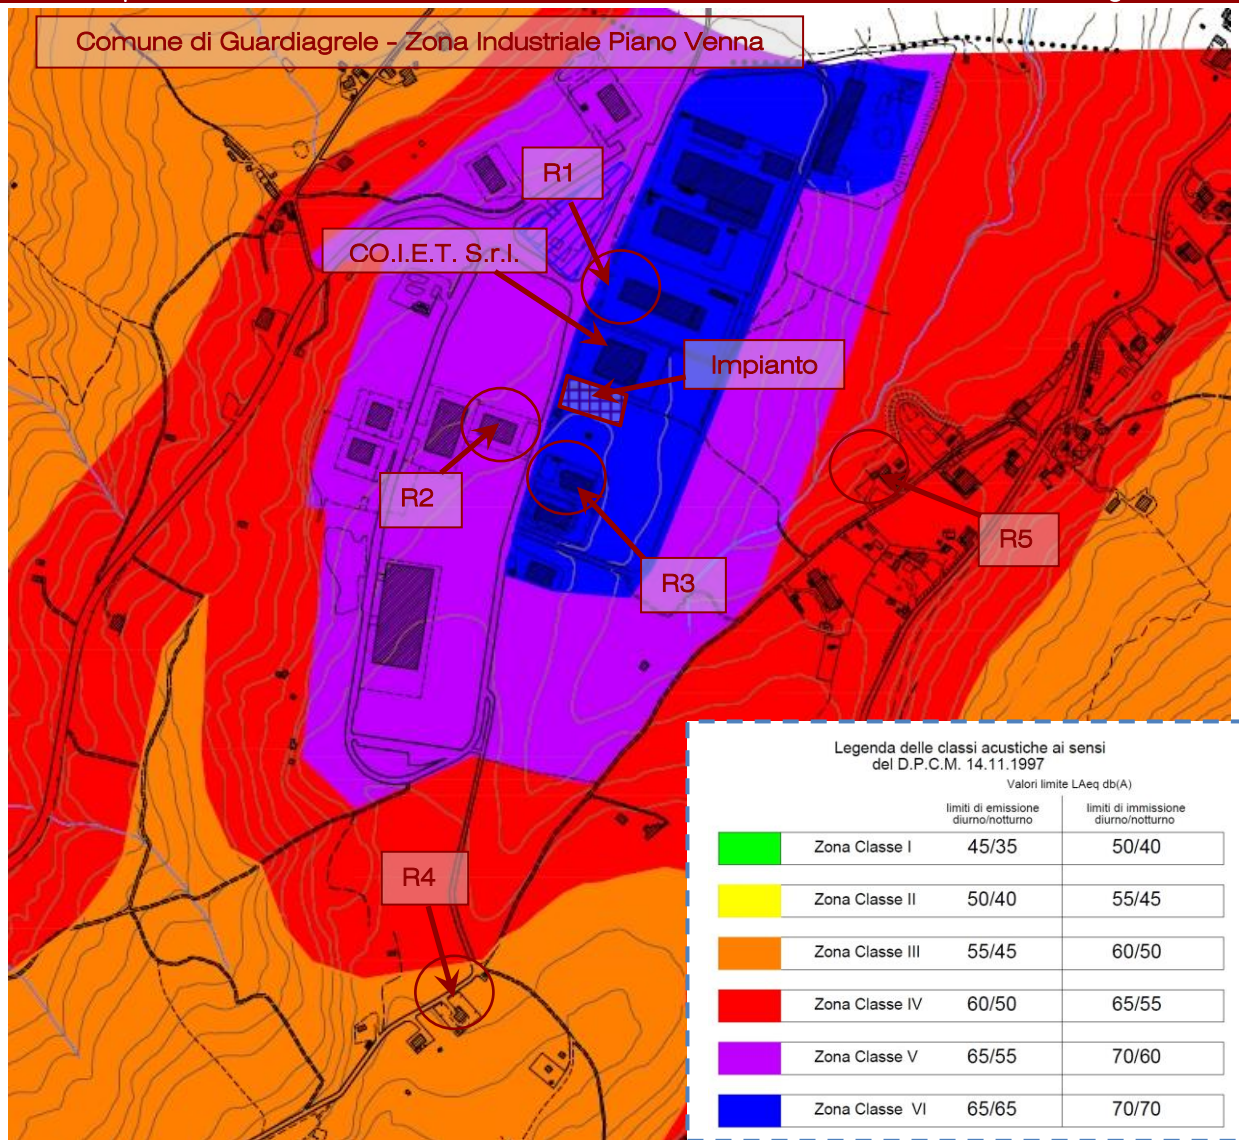 Comune di Guardiagrele - Zona Industriale Piano Venna
R1
CO.I.E.T. S.r.l.
Impianto
R2
R5
R3
R4
Legenda delle classi acustiche ai sensi
del D.P.C.M. 14.11.1997
Valori limite LAeq db(A)
limiti di emissione
diurno/notturno
limiti di immissione
diurno/notturno
Zona Classe I 45/35 50/40
Zona Classe II 50/40 55/45
Zona Classe III 55/45 60/50
Zona Classe IV 60/50 65/55
Zona Classe V 65/55 70/60
Zona Classe VI 65/65 70/70